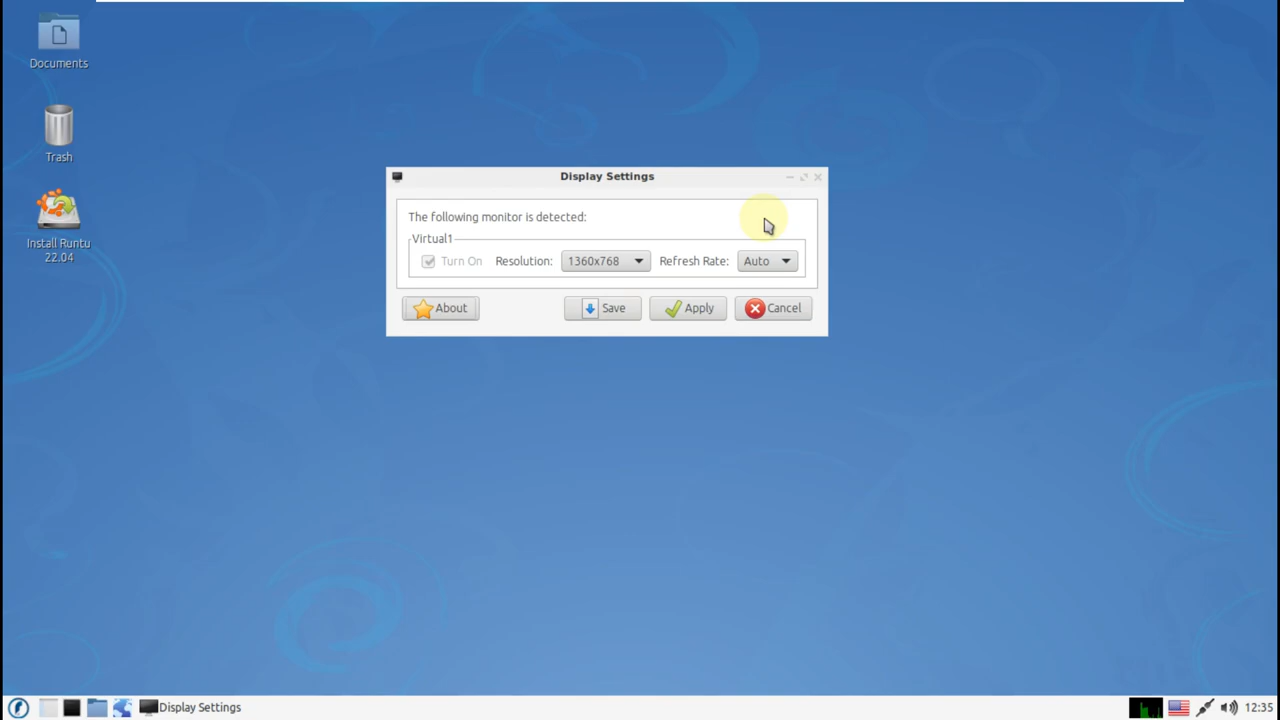 Documents
Trash
Install Runtu
22.04
Display Settings
The following monitor is detected:
Virtual1
Turn On Resolution: 1360x768 Refresh Rate: Auto
About Save Apply Cancel
Display Settings 12:35